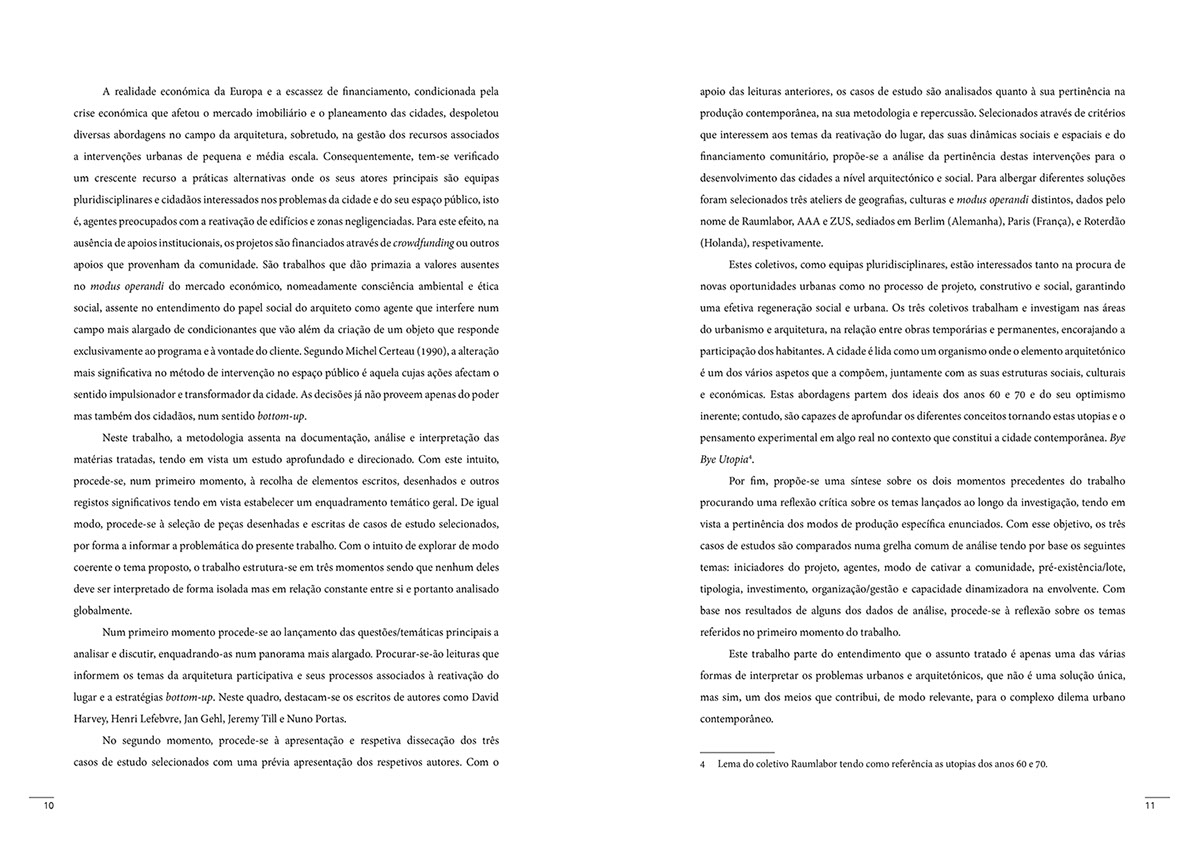 A realidade económica da Europa e a escassez de financiamento, condicionada pela
crise económica que afetou o mercado imobiliário e o planeamento das cidades, despoletou
diversas abordagens no campo da arquitetura, sobretudo, na gestão dos recursos associados
a intervenções urbanas de pequena e média escala. Consequentemente, tem-se verificado
um crescente recurso a práticas alternativas onde os seus atores principais são equipas
pluridisciplinares e cidadãos interessados nos problemas da cidade e do seu espaço público, isto
é, agentes preocupados com a reativação de edifícios e zonas negligenciadas. Para este efeito, na
ausência de apoios institucionais, os projetos são financiados através de crowdfunding ou outros
apoios que provenham da comunidade. São trabalhos que dão primazia a valores ausentes
no modus operandi do mercado económico, nomeadamente consciência ambiental e ética
social, assente no entendimento do papel social do arquiteto como agente que interfere num
campo mais alargado de condicionantes que vão além da criação de um objeto que responde
exclusivamente ao programa e à vontade do cliente. Segundo Michel Certeau (1990), a alteração
mais significativa no método de intervenção no espaço público é aquela cujas ações afectam o
sentido impulsionador e transformador da cidade. As decisões já não proveem apenas do poder
mas também dos cidadãos, num sentido bottom-up.
Neste trabalho, a metodologia assenta na documentação, análise e interpretação das
matérias tratadas, tendo em vista um estudo aprofundado e direcionado. Com este intuito,
procede-se, num primeiro momento, à recolha de elementos escritos, desenhados e outros
registos significativos tendo em vista estabelecer um enquadramento temático geral. De igual
modo, procede-se à seleção de peças desenhadas e escritas de casos de estudo selecionados,
por forma a informar a problemática do presente trabalho. Com o intuito de explorar de modo
coerente o tema proposto, o trabalho estrutura-se em três momentos sendo que nenhum deles
deve ser interpretado de forma isolada mas em relação constante entre si e portanto analisado
globalmente.
Num primeiro momento procede-se ao lançamento das questões/temáticas principais a
analisar e discutir, enquadrando-as num panorama mais alargado. Procurar-se-ão leituras que
informem os temas da arquitetura participativa e seus processos associados à reativação do
lugar e a estratégias bottom-up. Neste quadro, destacam-se os escritos de autores como David
Harvey, Henri Lefebvre, Jan Gehl, Jeremy Till e Nuno Portas.
No segundo momento, procede-se à apresentação e respetiva dissecação dos três
casos de estudo selecionados com uma prévia apresentação dos respetivos autores. Com o
10
apoio das leituras anteriores, os casos de estudo são analisados quanto à sua pertinência na
produção contemporânea, na sua metodologia e repercussão. Selecionados através de critérios
que interessem aos temas da reativação do lugar, das suas dinâmicas sociais e espaciais e do
financiamento comunitário, propõe-se a análise da pertinência destas intervenções para o
desenvolvimento das cidades a nível arquitectónico e social. Para albergar diferentes soluções
foram selecionados três ateliers de geografias, culturas e modus operandi distintos, dados pelo
nome de Raumlabor, AAA e ZUS, sediados em Berlim (Alemanha), Paris (França), e Roterdão
(Holanda), respetivamente.
Estes coletivos, como equipas pluridisciplinares, estão interessados tanto na procura de
novas oportunidades urbanas como no processo de projeto, construtivo e social, garantindo
uma efetiva regeneração social e urbana. Os três coletivos trabalham e investigam nas áreas
do urbanismo e arquitetura, na relação entre obras temporárias e permanentes, encorajando a
participação dos habitantes. A cidade é lida como um organismo onde o elemento arquitetónico
é um dos vários aspetos que a compõem, juntamente com as suas estruturas sociais, culturais
e económicas. Estas abordagens partem dos ideais dos anos 60 e 70 e do seu optimismo
inerente; contudo, são capazes de aprofundar os diferentes conceitos tornando estas utopias e o
pensamento experimental em algo real no contexto que constitui a cidade contemporânea. Bye
Bye Utopia⁴.
Por fim, propõe-se uma síntese sobre os dois momentos precedentes do trabalho
procurando uma reflexão crítica sobre os temas lançados ao longo da investigação, tendo em
vista a pertinência dos modos de produção específica enunciados. Com esse objetivo, os três
casos de estudos são comparados numa grelha comum de análise tendo por base os seguintes
temas: iniciadores do projeto, agentes, modo de cativar a comunidade, pré-existência/lote,
tipologia, investimento, organização/gestão e capacidade dinamizadora na envolvente. Com
base nos resultados de alguns dos dados de análise, procede-se à reflexão sobre os temas
referidos no primeiro momento do trabalho.
Este trabalho parte do entendimento que o assunto tratado é apenas uma das várias
formas de interpretar os problemas urbanos e arquitetónicos, que não é uma solução única,
mas sim, um dos meios que contribui, de modo relevante, para o complexo dilema urbano
contemporâneo.
4 Lema do coletivo Raumlabor tendo como referência as utopias dos anos 60 e 70.
11